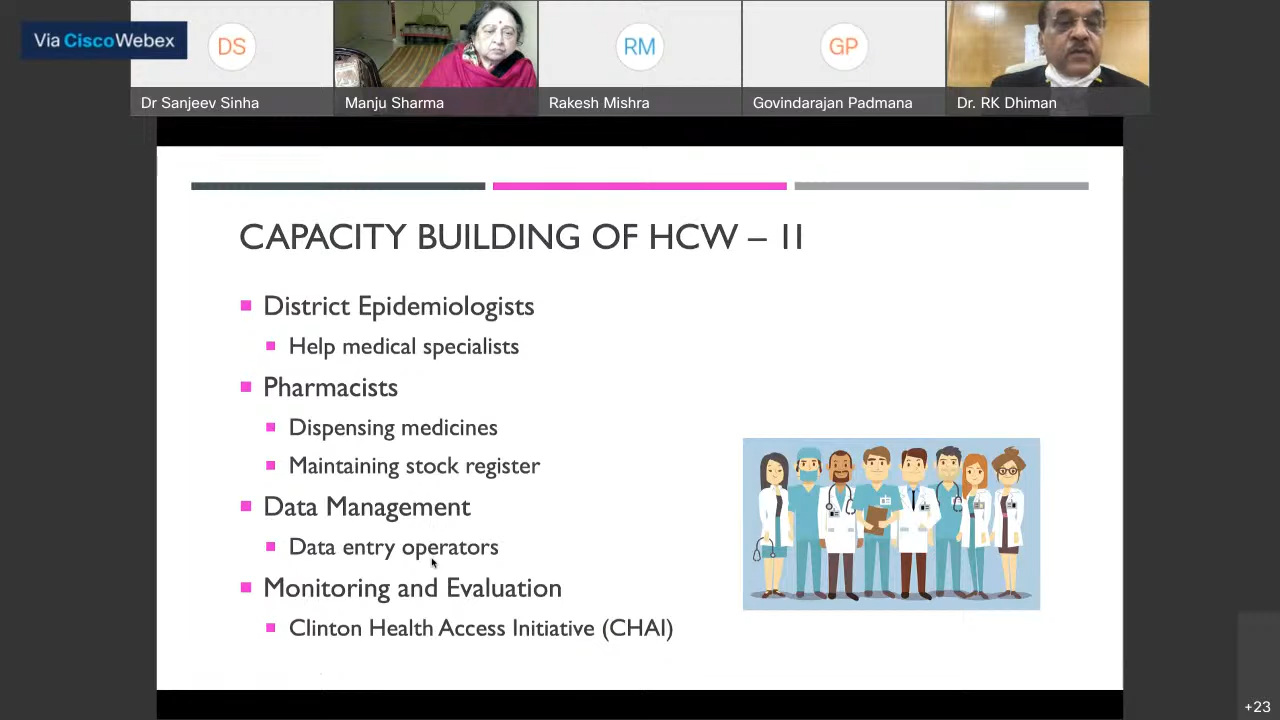 Via CiscoWebex
DS
RM
GP
Dr Sanjeev Sinha
Manju Sharma
Rakesh Mishra
Govindarajan Padmana
Dr. RK Dhiman
CAPACITY BUILDING OF HCW – II
District Epidemiologists
Help medical specialists
Pharmacists
Dispensing medicines
Maintaining stock register
Data Management
Data entry operators
Monitoring and Evaluation
Clinton Health Access Initiative (CHAI)
+23